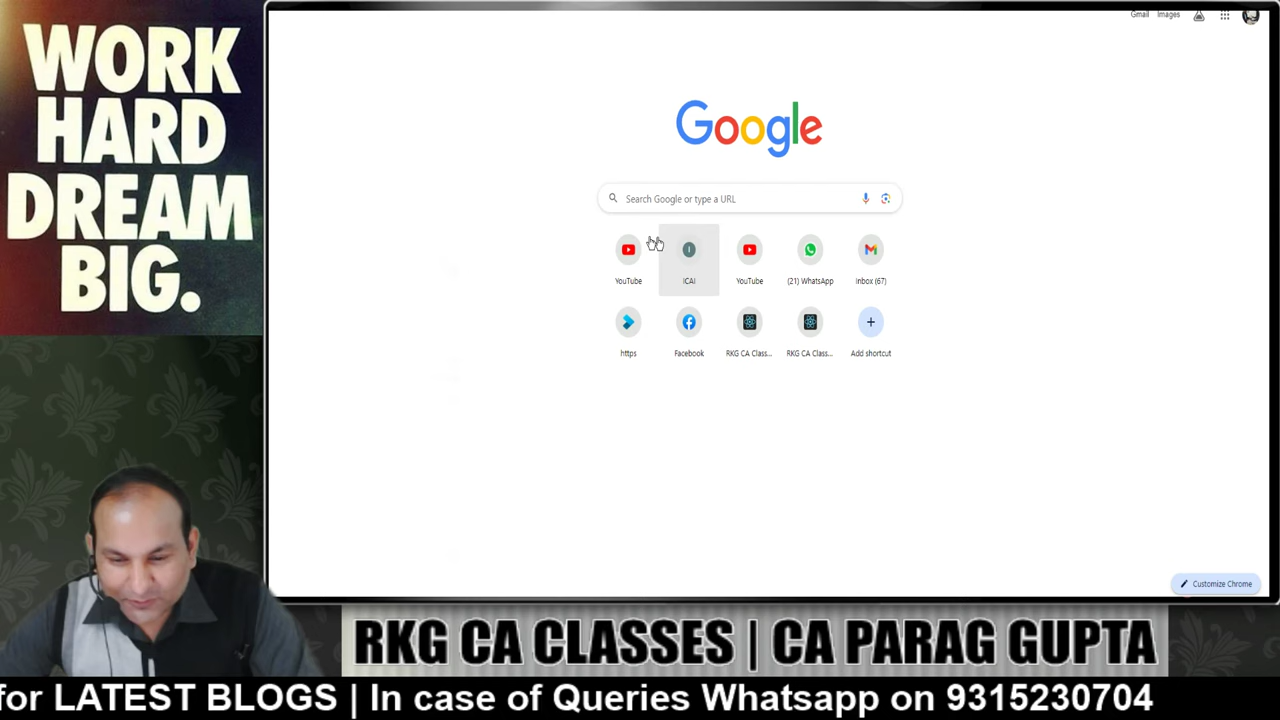 WORK
HARD
DREAM
BIG.
Gmail Images
Google
Search Google or type a URL
YouTube
ICAI
YouTube
(21) WhatsApp
Inbox (67)
https
Facebook
RKG CA Class...
RKG CA Class...
Add shortcut
Customize Chrome
RKG CA CLASSES | CA PARAG GUPTA
for LATEST BLOGS | In case of Queries Whatsapp on 9315230704